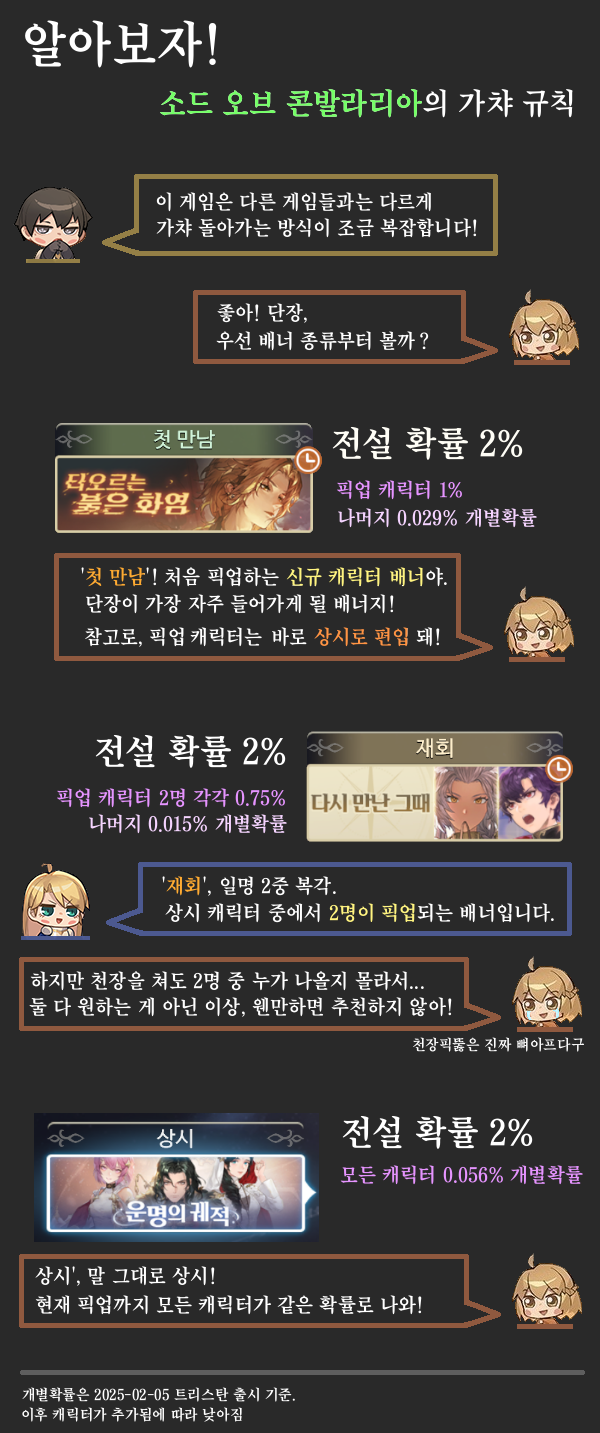 알아보자!
소드 오브 콘발라리아의 가챠 규칙
이 게임은 다른 게임들과는 다르게
가챠 돌아가는 방식이 조금 복잡합니다!
좋아! 단장,
우선 배너 종류부터 볼까?
첫 만남
타오르는
붉은 화염
전설 확률 2%
픽업 캐릭터 1%
나머지 0.029% 개별확률
'첫 만남'! 처음 픽업하는 신규 캐릭터 배너야.
단장이 가장 자주 들어가게 될 배너지!
참고로, 픽업 캐릭터는 바로 상시로 편입 돼!
전설 확률 2%
픽업 캐릭터 2명 각각 0.75%
나머지 0.015% 개별확률
재회
다시 만난 그때
'재회', 일명 2중 복각.
상시 캐릭터 중에서 2명이 픽업되는 배너입니다.
하지만 천장을 쳐도 2명 중 누가 나올지 몰라서...
둘 다 원하는 게 아닌 이상, 웬만하면 추천하지 않아!
천장픽뚫은 진짜 뼈아프다구
상시
운명의 궤적
전설 확률 2%
모든 캐릭터 0.056% 개별확률
상시', 말 그대로 상시!
현재 픽업까지 모든 캐릭터가 같은 확률로 나와!
개별확률은 2025-02-05 트리스탄 출시 기준.
이후 캐릭터가 추가됨에 따라 낮아짐